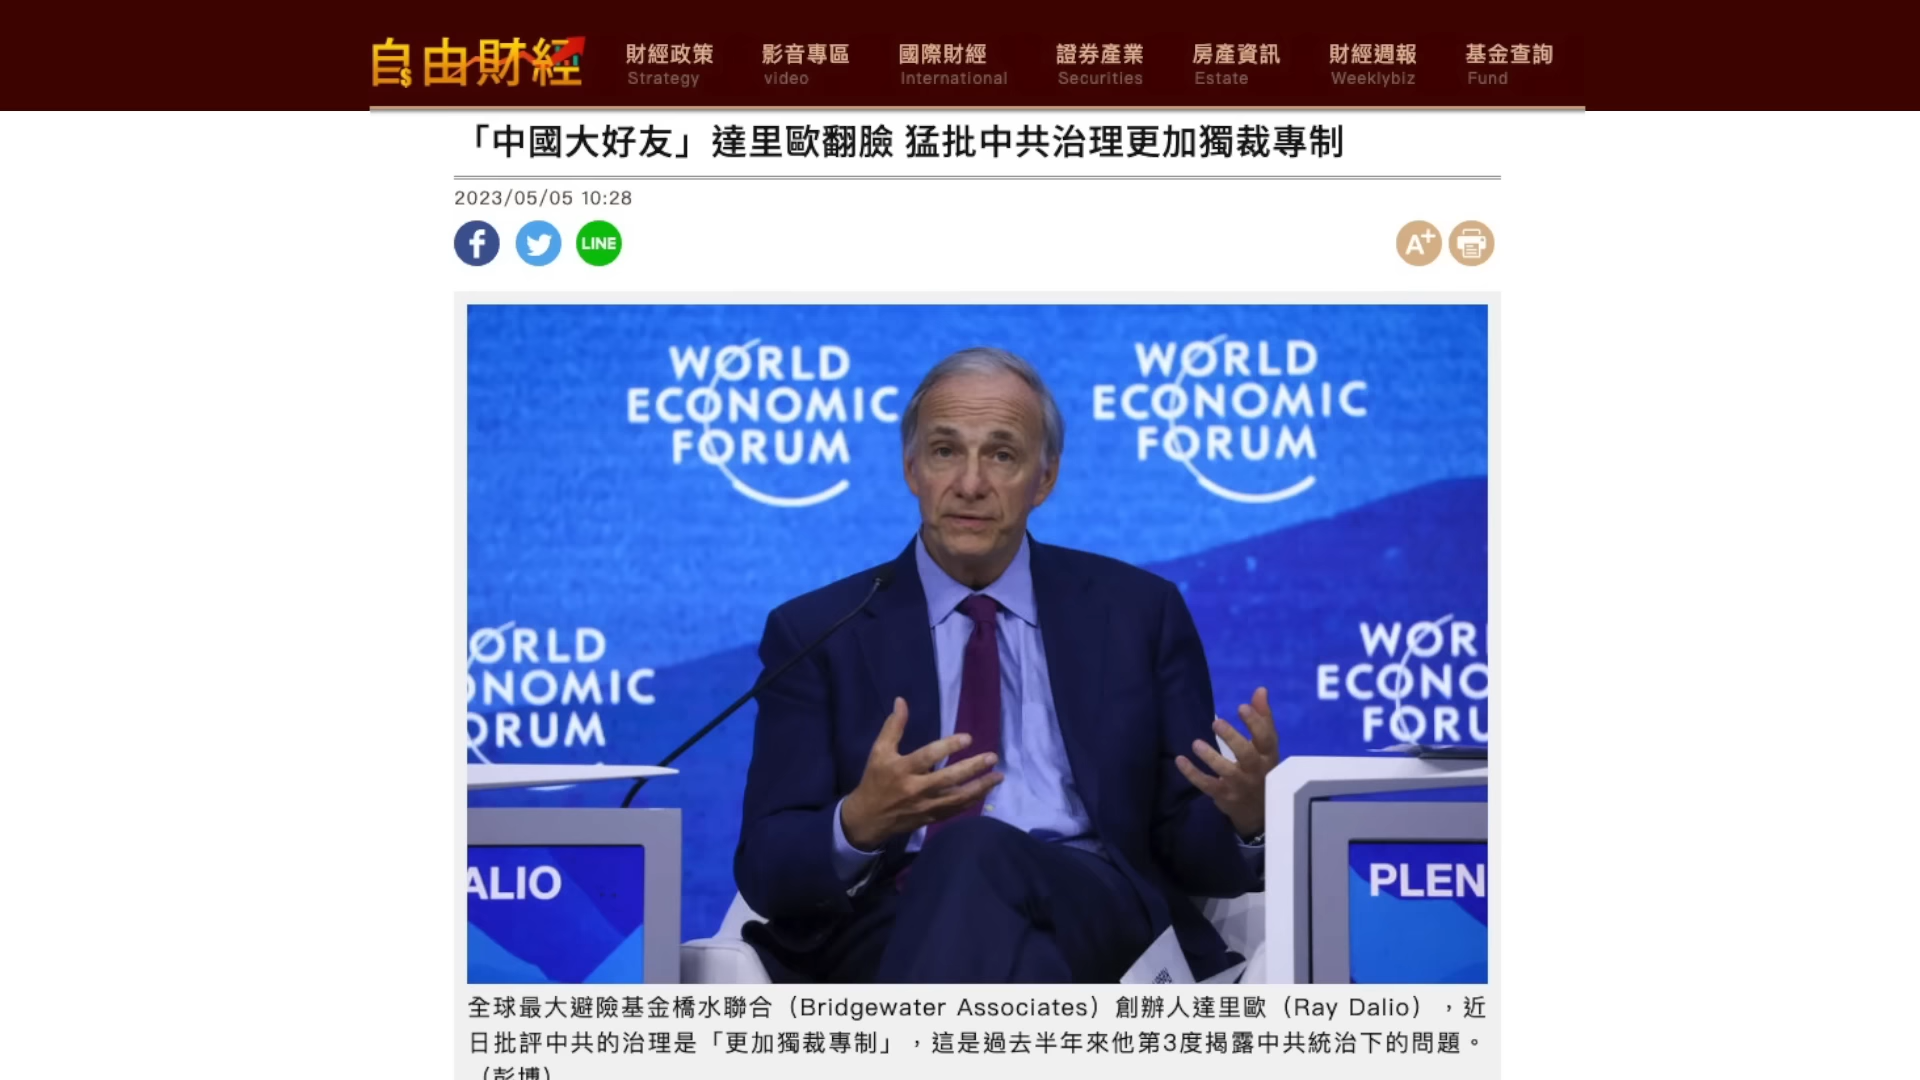 自由財經
財經政策 影音專區 國際財經 證券產業 房產資訊 財經週報 基金查詢
Strategy video International Securities Estate Weeklybiz Fund
「中國大好友」達里歐翻臉 猛批中共治理更加獨裁專制
2023/05/05 10:28
LINE
A+
WORLD ECONOMIC FORUM
WORLD ECONOMIC FORUM
ORLD
ONOMIC
ORUM
WOR
ECONO
FORU
ALIO
PLEN
全球最大避險基金橋水聯合（Bridgewater Associates）創辦人達里歐（Ray Dalio），近
日批評中共的治理是「更加獨裁專制」，這是過去半年來他第3度揭露中共統治下的問題。
（彭博）